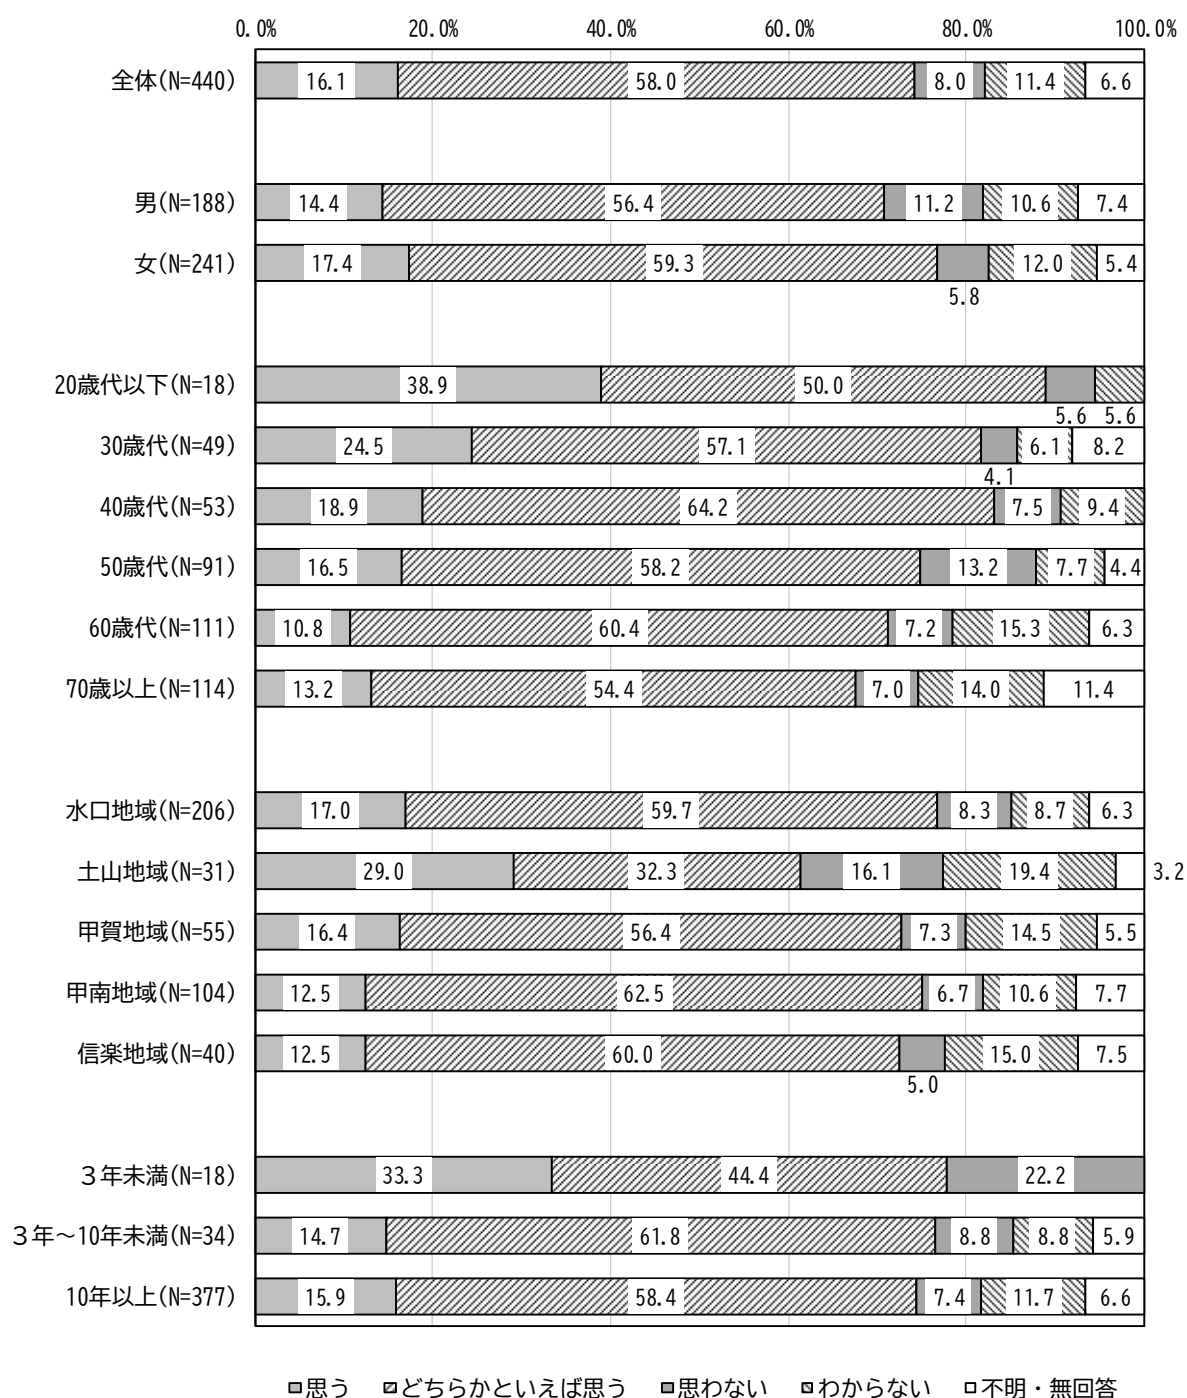 0.0% 20.0% 40.0% 60.0% 80.0% 100.0%
全体(N=440) 16.1 58.0 8.0 11.4 6.6
男(N=188) 14.4 56.4 11.2 10.6 7.4
女(N=241) 17.4 59.3 12.0 5.4
5.8
20歳代以下(N=18) 38.9 50.0
5.6 5.6
30歳代(N=49) 24.5 57.1 6.1 8.2
4.1
40歳代(N=53) 18.9 64.2 7.5 9.4
50歳代(N=91) 16.5 58.2 13.2 7.7 4.4
60歳代(N=111) 10.8 60.4 7.2 15.3 6.3
70歳以上(N=114) 13.2 54.4 7.0 14.0 11.4
水口地域(N=206) 17.0 59.7 8.3 8.7 6.3
土山地域(N=31) 29.0 32.3 16.1 19.4 3.2
甲賀地域(N=55) 16.4 56.4 7.3 14.5 5.5
甲南地域(N=104) 12.5 62.5 6.7 10.6 7.7
信楽地域(N=40) 12.5 60.0 15.0 7.5
5.0
３年未満(N=18) 33.3 44.4 22.2
３年～10年未満(N=34) 14.7 61.8 8.8 8.8 5.9
10年以上(N=377) 15.9 58.4 7.4 11.7 6.6
思う どちらかといえば思う 思わない わからない 不明・無回答